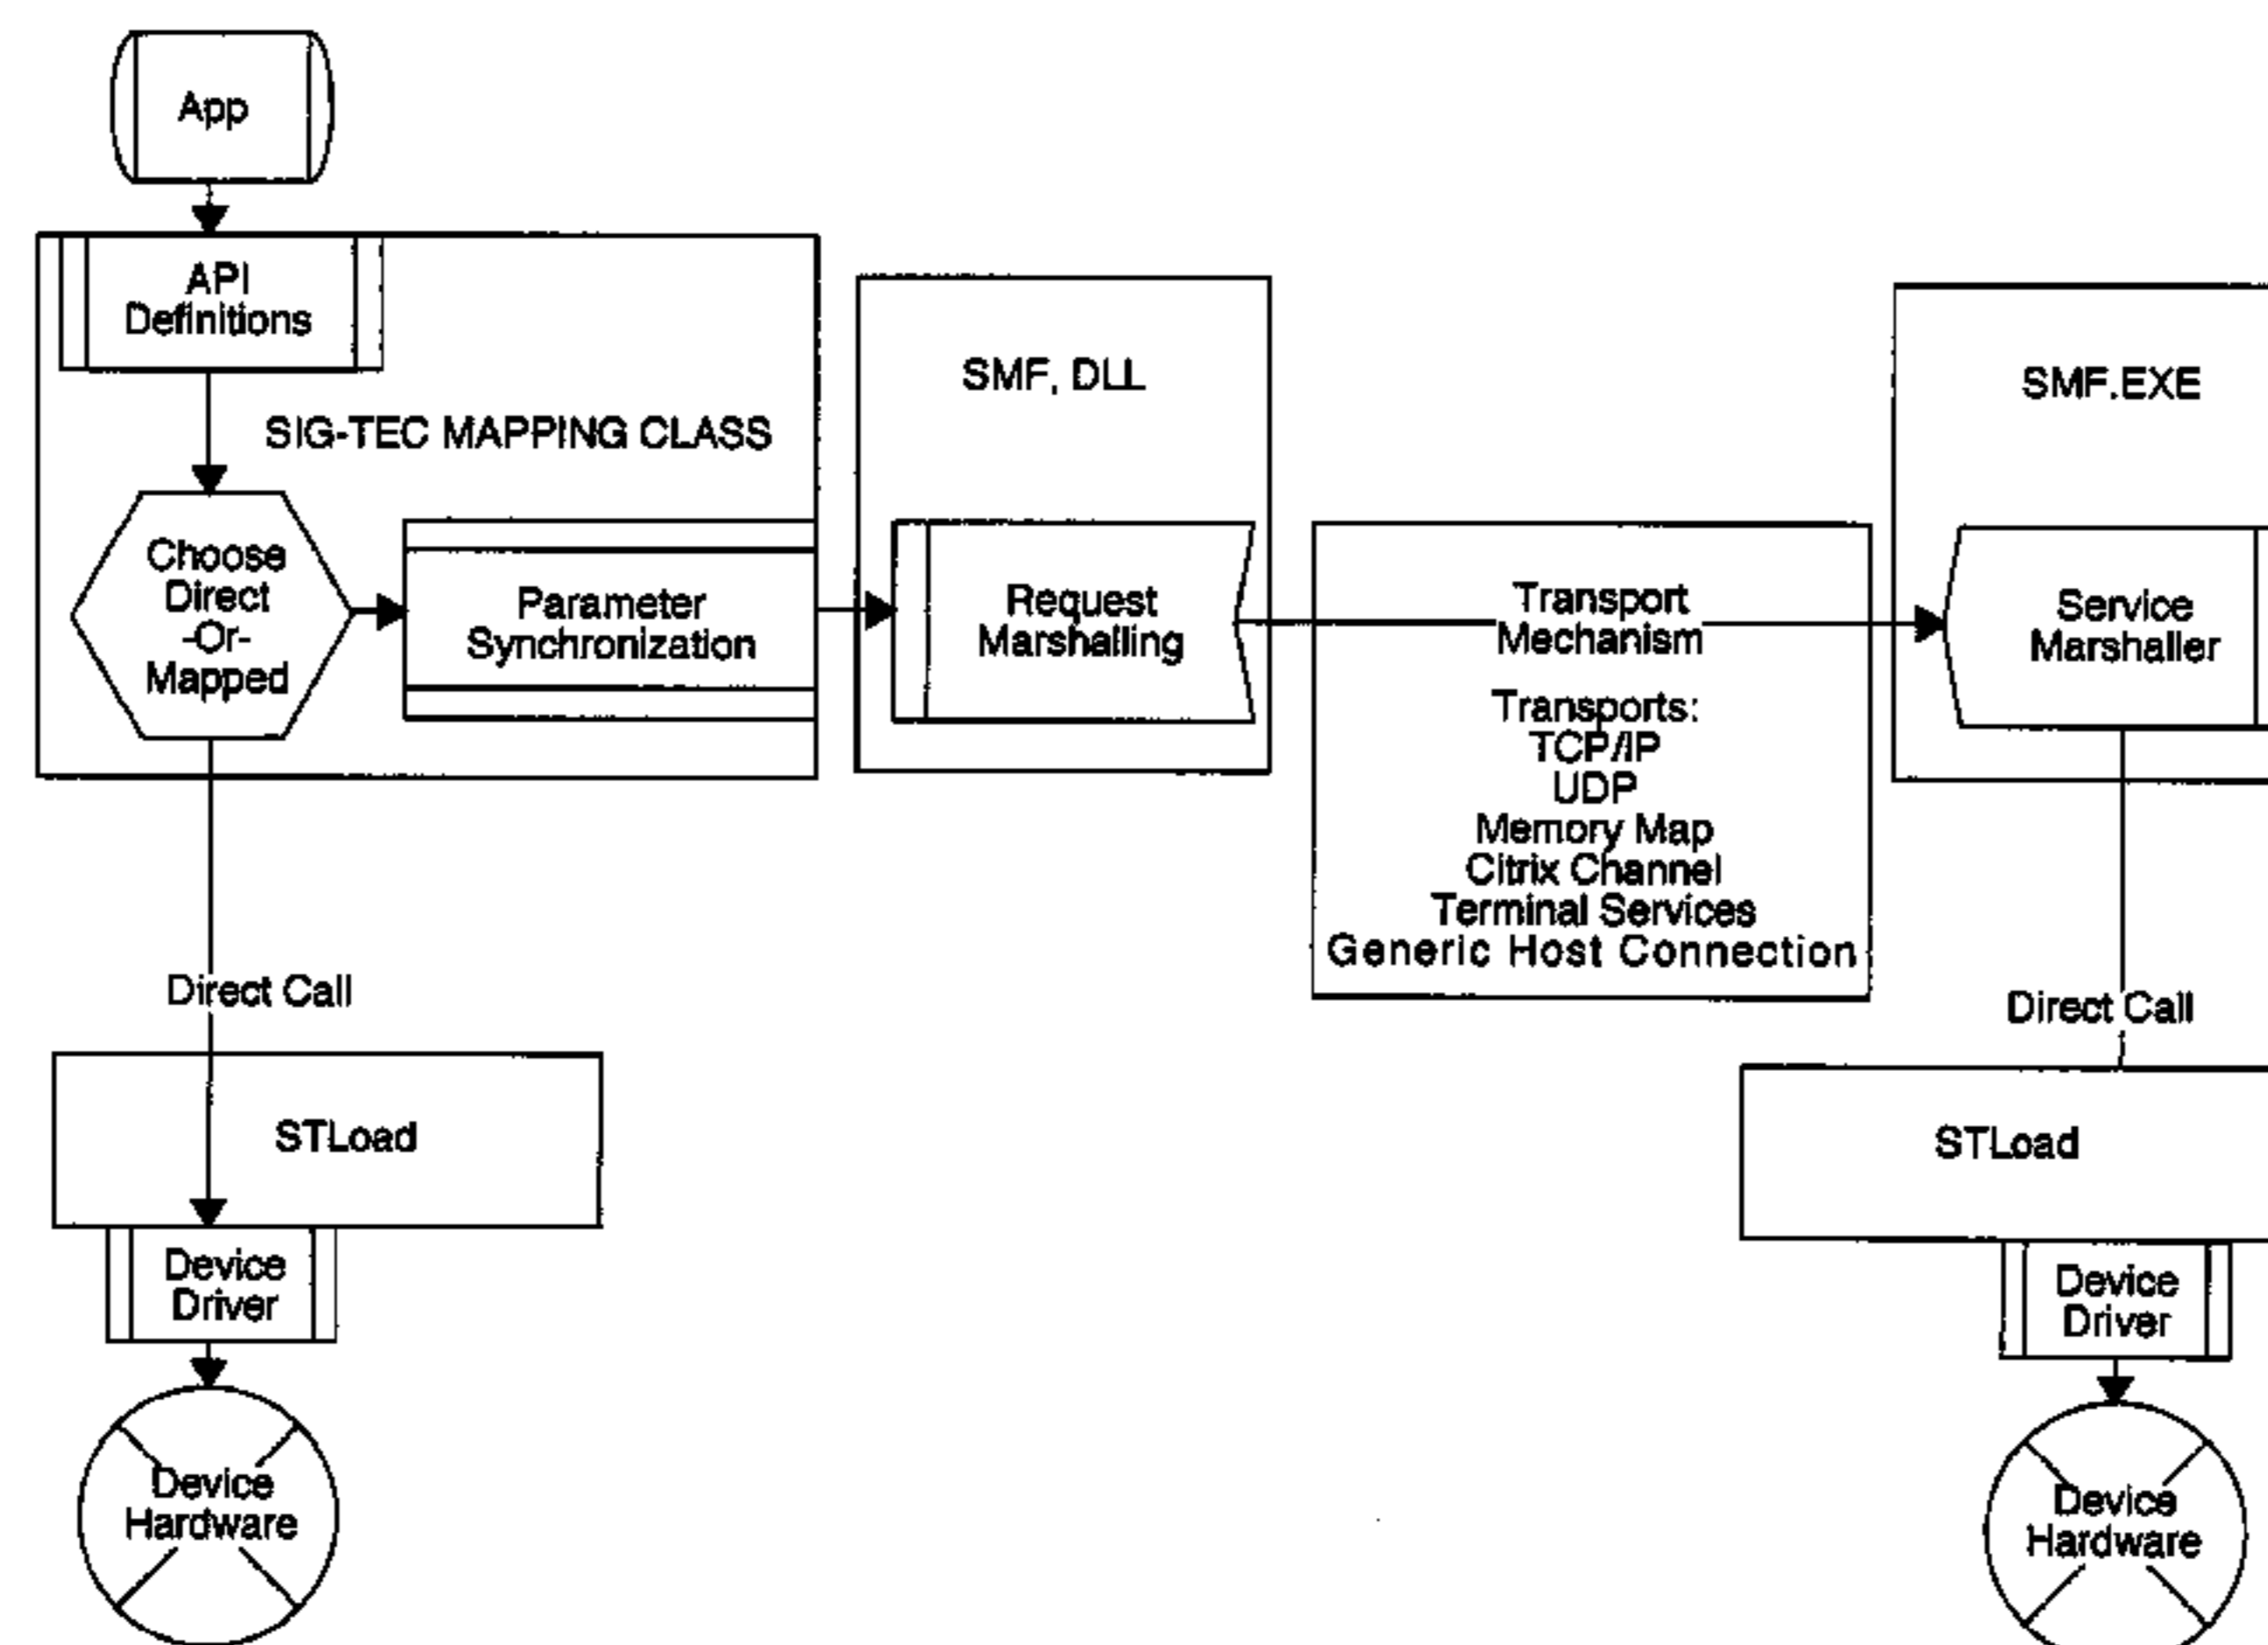 App
API
Definitions
SIG-TEC MAPPING CLASS
Choose
Direct
-Or-
Mapped
Parameter
Synchronization
SMF, DLL
Request
Marshalling
Transport
Mechanism
Transports:
TCP/IP
UDP
Memory Map
Citrix Channel
Terminal Services
Generic Host Connection
SMF.EXE
Service
Marshaller
Direct Call
STLoad
Device
Driver
Device
Hardware
Direct Call
STLoad
Device
Driver
Device
Hardware